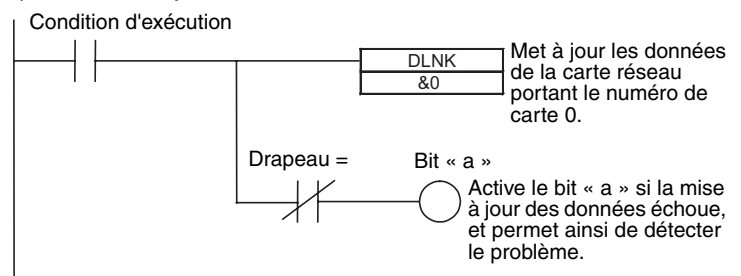 Condition d'exécution
DLNK
&0
Met à jour les données
de la carte réseau
portant le numéro de
carte 0.
Drapeau =
Bit « a »
Active le bit « a » si la mise
à jour des données échoue,
et permet ainsi de détecter
le problème.